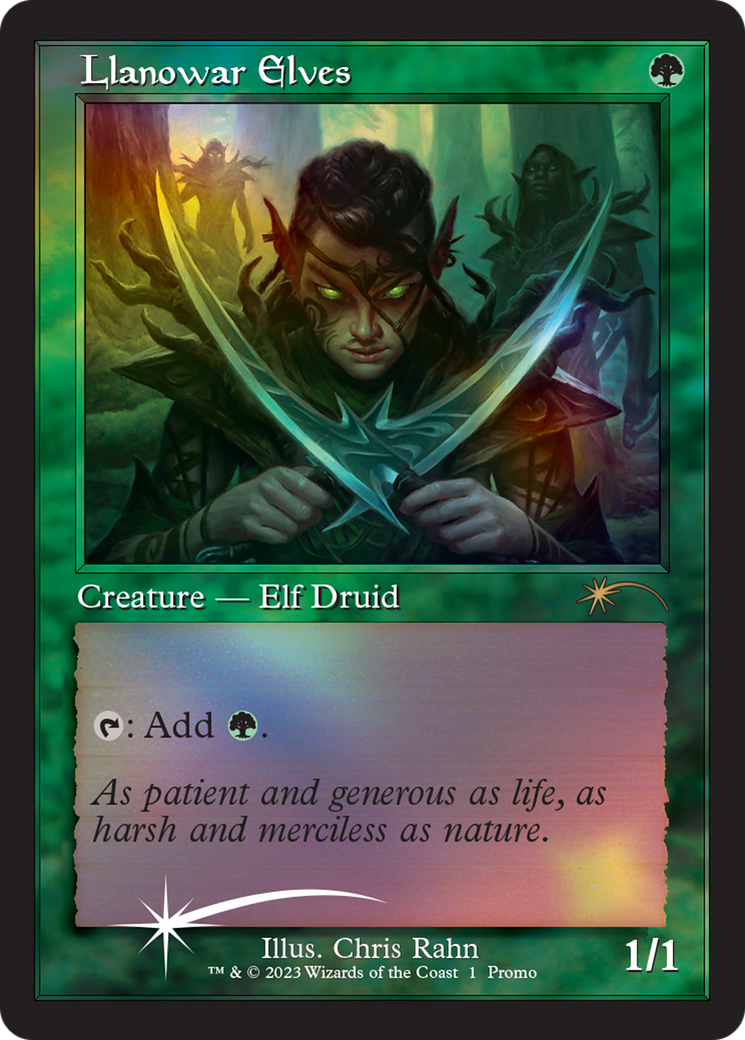 Llanowar Elves
Creature — Elf Druid
: Add .
As patient and generous as life, as
harsh and merciless as nature.
Illus. Chris Rahn
1/1
™ & © 2023 Wizards of the Coast 1 Promo